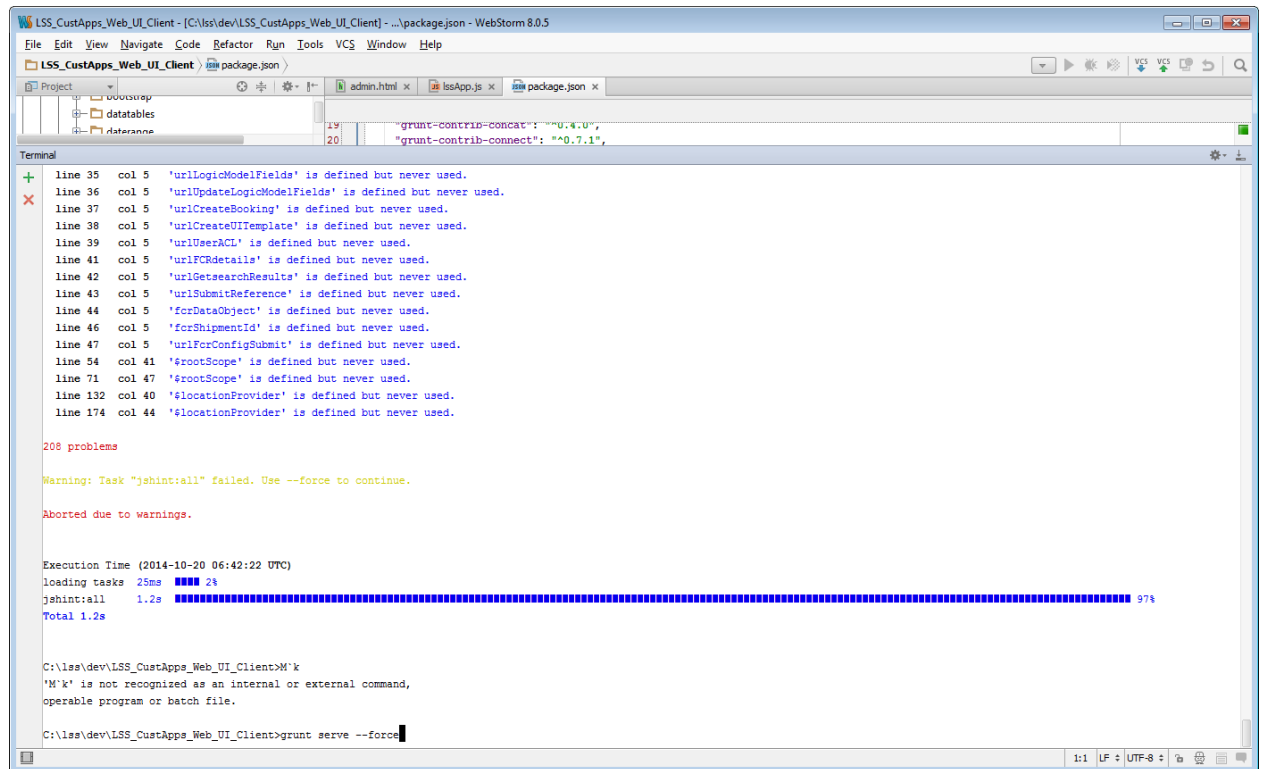 LSS_CustApps_Web_UI_Client - [C:\lss\dev\LSS_CustApps_Web_UI_Client] - ...\package.json - WebStorm 8.0.5
File Edit View Navigate Code Refactor Run Tools VCS Window Help
LSS_CustApps_Web_UI_Client package.json
VCS VCS
Project admin.html lssApp.js package.json
bootstrap
datatables
daterange
19 "grunt-contrib-concat": "^0.4.0",
20 "grunt-contrib-connect": "^0.7.1",
Terminal
line 35 col 5 'urlLogicModelFields' is defined but never used.
line 36 col 5 'urlUpdateLogicModelFields' is defined but never used.
line 37 col 5 'urlCreateBooking' is defined but never used.
line 38 col 5 'urlCreateUITemplate' is defined but never used.
line 39 col 5 'urlUserACL' is defined but never used.
line 41 col 5 'urlFCRdetails' is defined but never used.
line 42 col 5 'urlGetsearchResults' is defined but never used.
line 43 col 5 'urlSubmitReference' is defined but never used.
line 44 col 5 'fcrDataObject' is defined but never used.
line 46 col 5 'fcrShipmentId' is defined but never used.
line 47 col 5 'urlFcrConfigSubmit' is defined but never used.
line 54 col 41 '$rootScope' is defined but never used.
line 71 col 47 '$rootScope' is defined but never used.
line 132 col 40 '$locationProvider' is defined but never used.
line 174 col 44 '$locationProvider' is defined but never used.
208 problems
Warning: Task "jshint:all" failed. Use --force to continue.
Aborted due to warnings.
Execution Time (2014-10-20 06:42:22 UTC)
loading tasks 25ms 2%
jshint:all 1.2s 97%
Total 1.2s
C:\lss\dev\LSS_CustApps_Web_UI_Client>M`k
'M`k' is not recognized as an internal or external command,
operable program or batch file.
C:\lss\dev\LSS_CustApps_Web_UI_Client>grunt serve --force
1:1 LF UTF-8